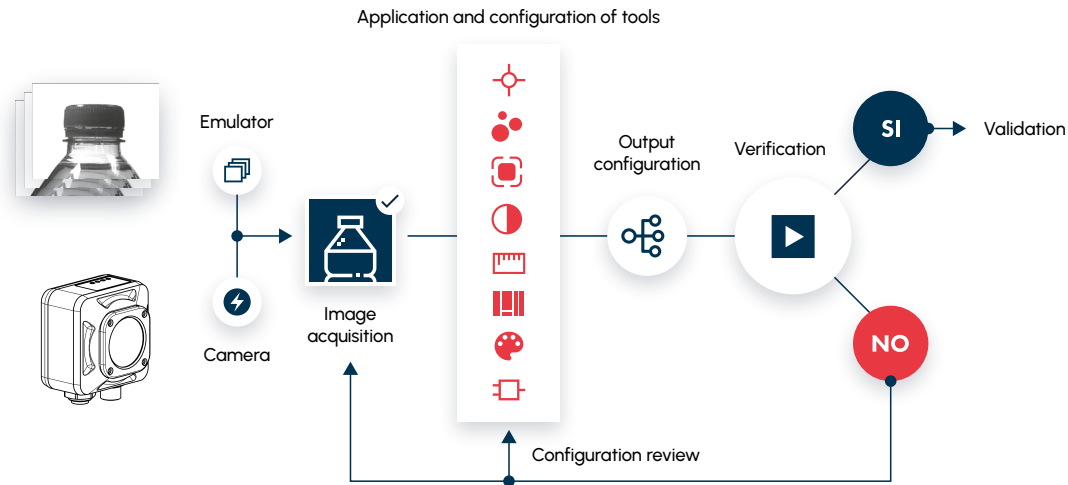 Application and configuration of tools
Emulator
Camera
Image
acquisition
Output
configuration
Verification
SI
Validation
NO
Configuration review